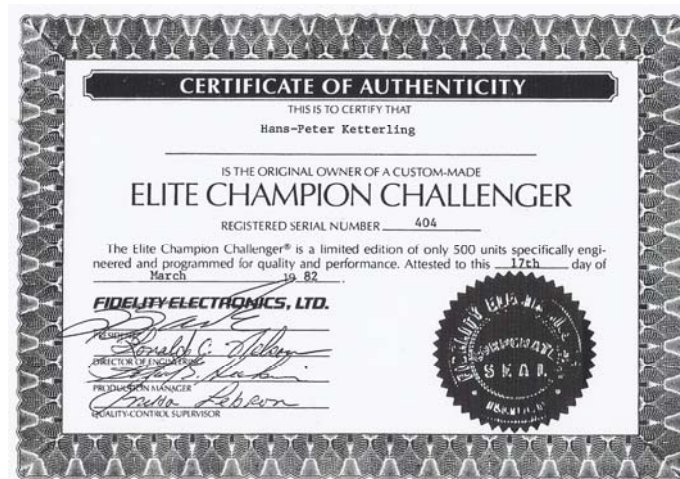 CERTIFICATE OF AUTHENTICITY
THIS IS TO CERTIFY THAT
Hans-Peter Ketterling
IS THE ORIGINAL OWNER OF A CUSTOM-MADE
ELITE CHAMPION CHALLENGER
REGISTERED SERIAL NUMBER 404
The Elite Champion Challenger® is a limited edition of only 500 units specifically engi-
neered and programmed for quality and performance. Attested to this 17th day of
March 19 82.
FIDELITY ELECTRONICS, LTD.
PRESIDENT
Ronald C. Nelson
DIRECTOR OF ENGINEERING
PRODUCTION MANAGER
Lebron
QUALITY-CONTROL SUPERVISOR
CORPORATE
SEAL